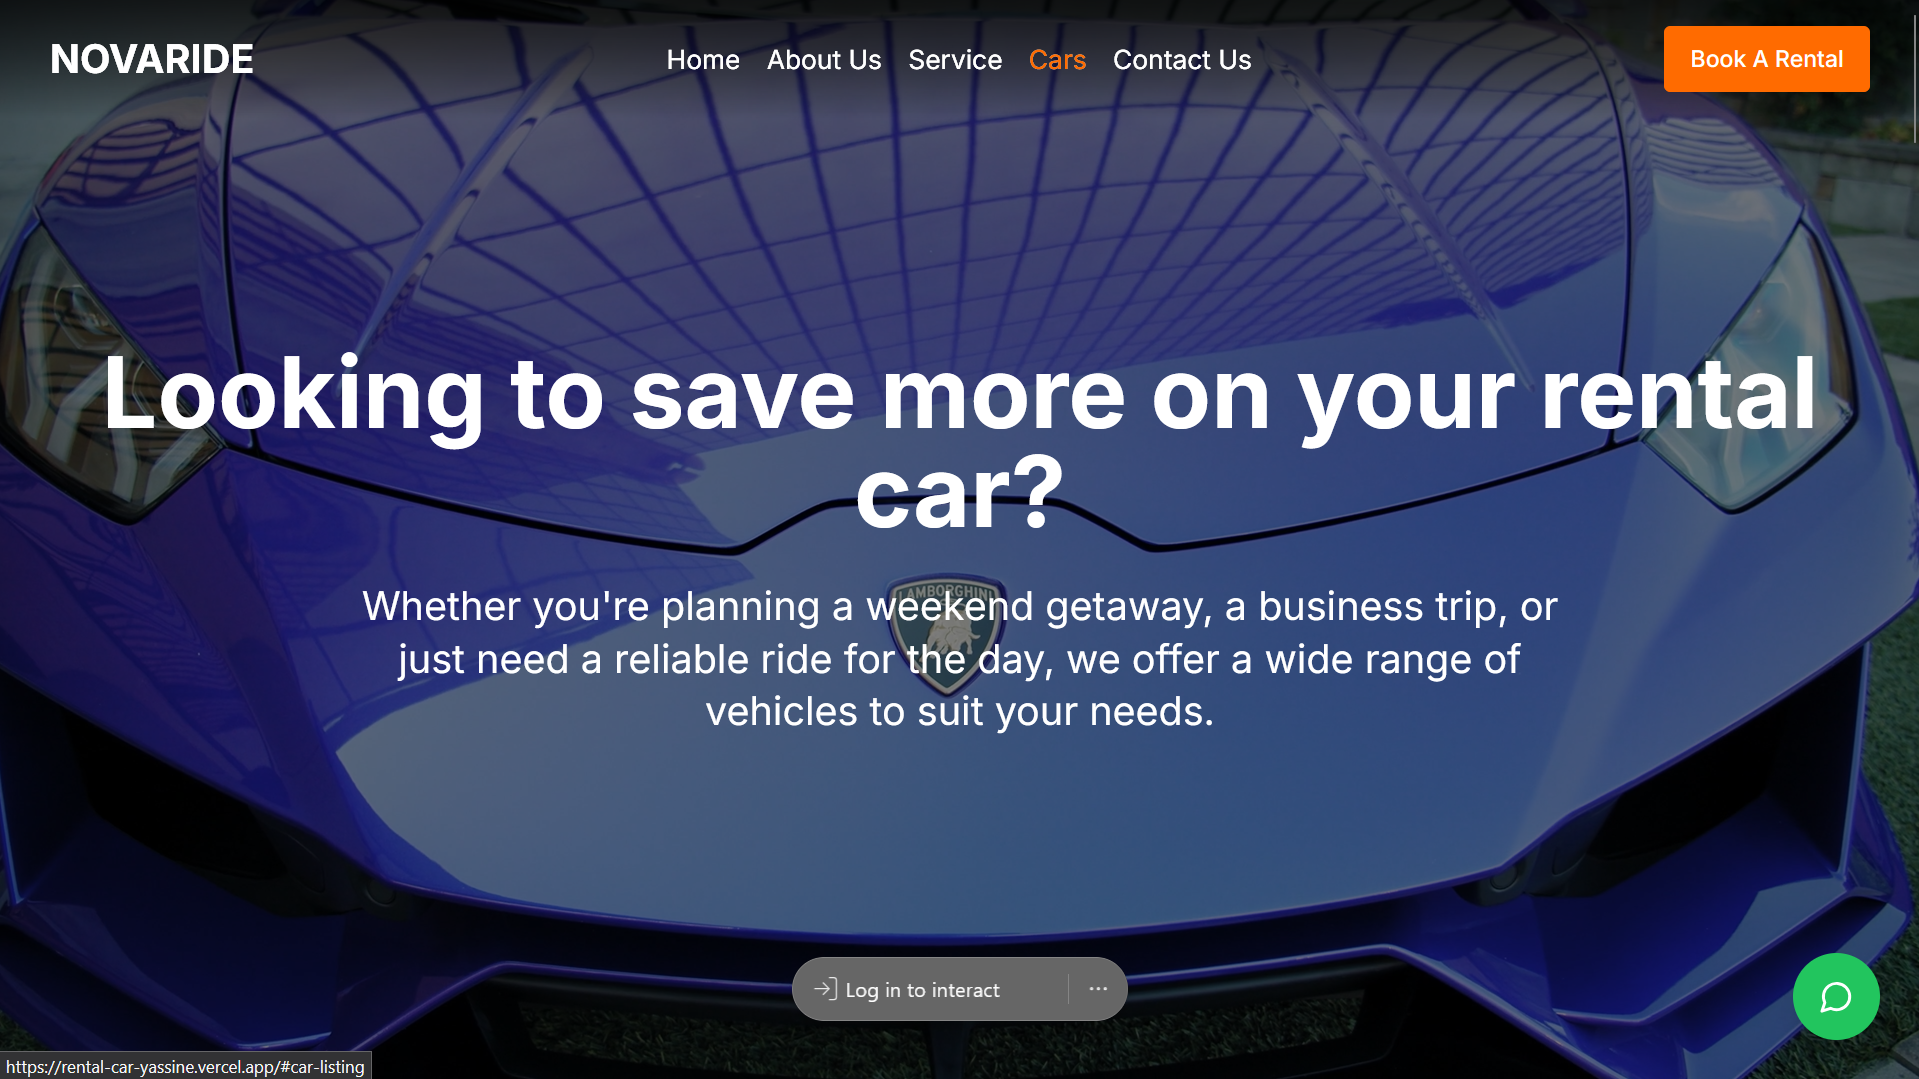 NOVARIDE
Home About Us Service Cars Contact Us
Book A Rental
Looking to save more on your rental
car?
LAMBORGHINI
Whether you're planning a weekend getaway, a business trip, or
just need a reliable ride for the day, we offer a wide range of
vehicles to suit your needs.
Log in to interact
https://rental-car-yassine.vercel.app/#car-listing